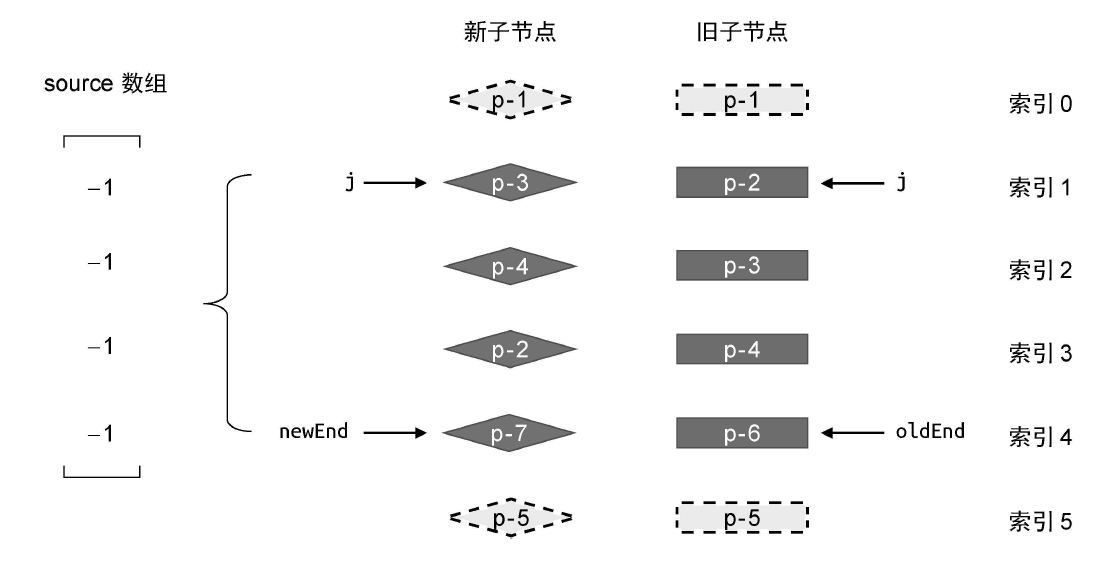 新子节点 旧子节点
source 数组
p-1 p-1 索引 0
–1 j p-3 p-2 j 索引 1
–1 p-4 p-3 索引 2
–1 p-2 p-4 索引 3
–1 newEnd p-7 p-6 oldEnd 索引 4
p-5 p-5 索引 5